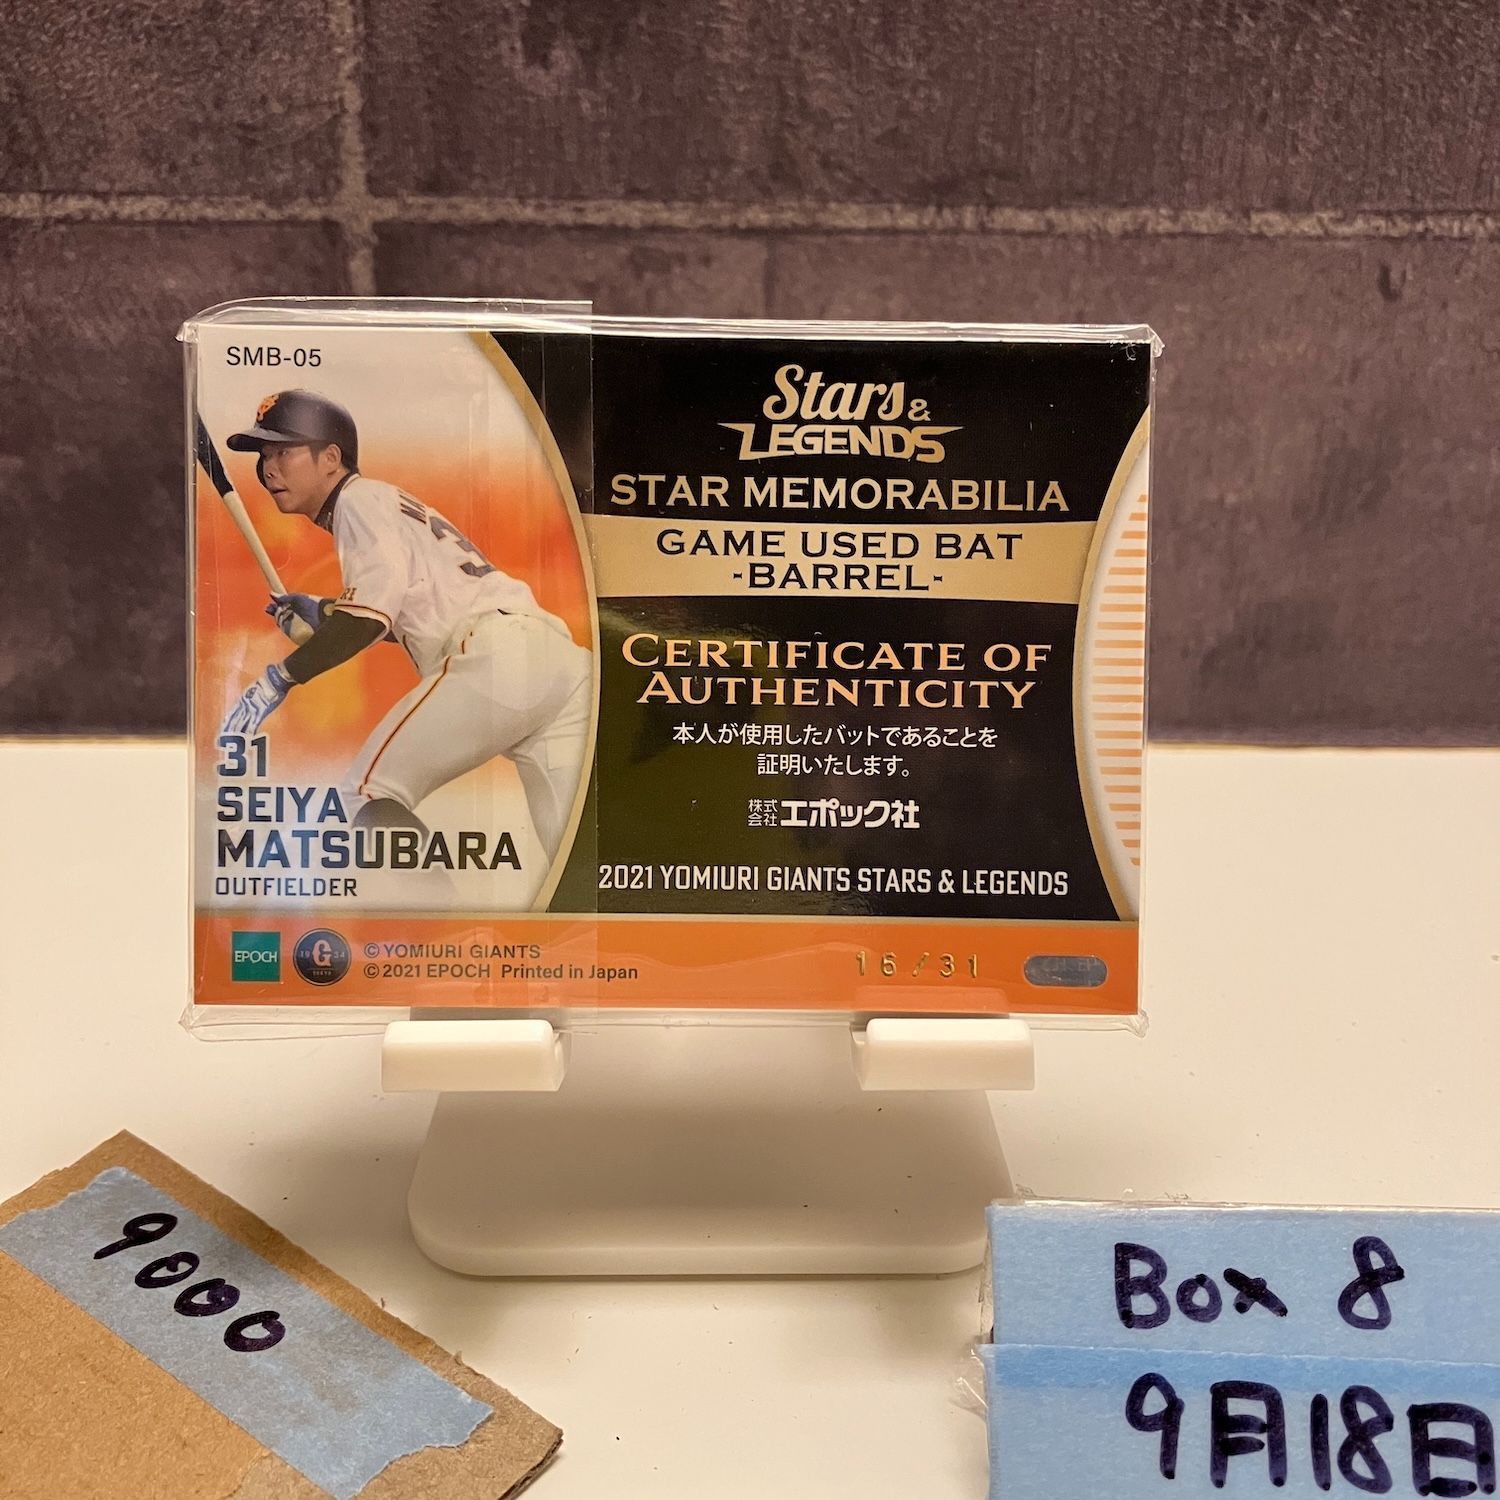 SMB-05
31
SEIYA
MATSUBARA
OUTFIELDER
Stars &
LEGENDS
STAR MEMORABILIA
GAME USED BAT
-BARREL-
CERTIFICATE OF
AUTHENTICITY
本人が使用したバットであることを
証明いたします。
株式会社エポック社
2021 YOMIURI GIANTS STARS & LEGENDS
EPOCH
19 G 34
TOKYO
© YOMIURI GIANTS
© 2021 EPOCH Printed in Japan
16/31
9000
Box 8
9月18日